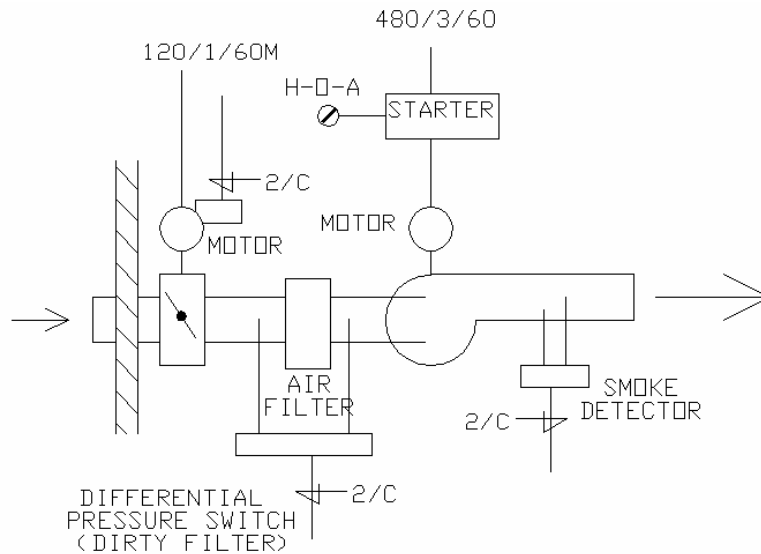 480/3/60
120/1/60M
H-O-A
STARTER
2/C
MOTOR
MOTOR
AIR
FILTER
SMOKE
DETECTOR
2/C
2/C
DIFFERENTIAL
PRESSURE SWITCH
(DIRTY FILTER)